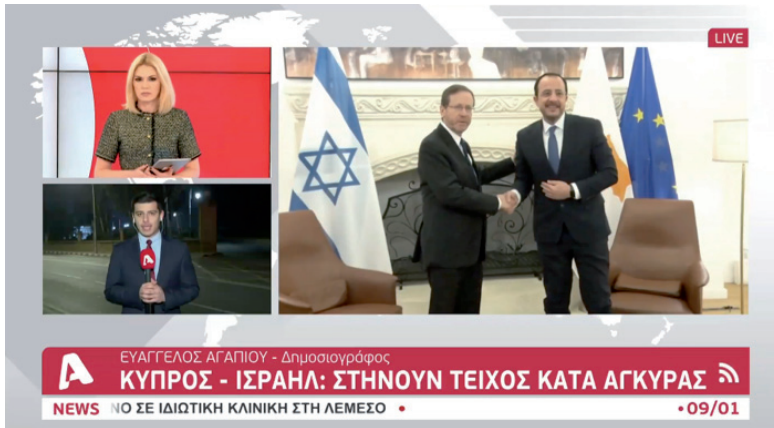 LIVE
ΕΥΑΓΓΕΛΟΣ ΑΓΑΠΙΟΥ - Δημοσιογράφος
ΚΥΠΡΟΣ - ΙΣΡΑΗΛ: ΣΤΗΝΟΥΝ ΤΕΙΧΟΣ ΚΑΤΑ ΑΓΚΥΡΑΣ
NEWS ΝΟ ΣΕ ΙΔΙΩΤΙΚΗ ΚΛΙΝΙΚΗ ΣΤΗ ΛΕΜΕΣΟ • •09/01